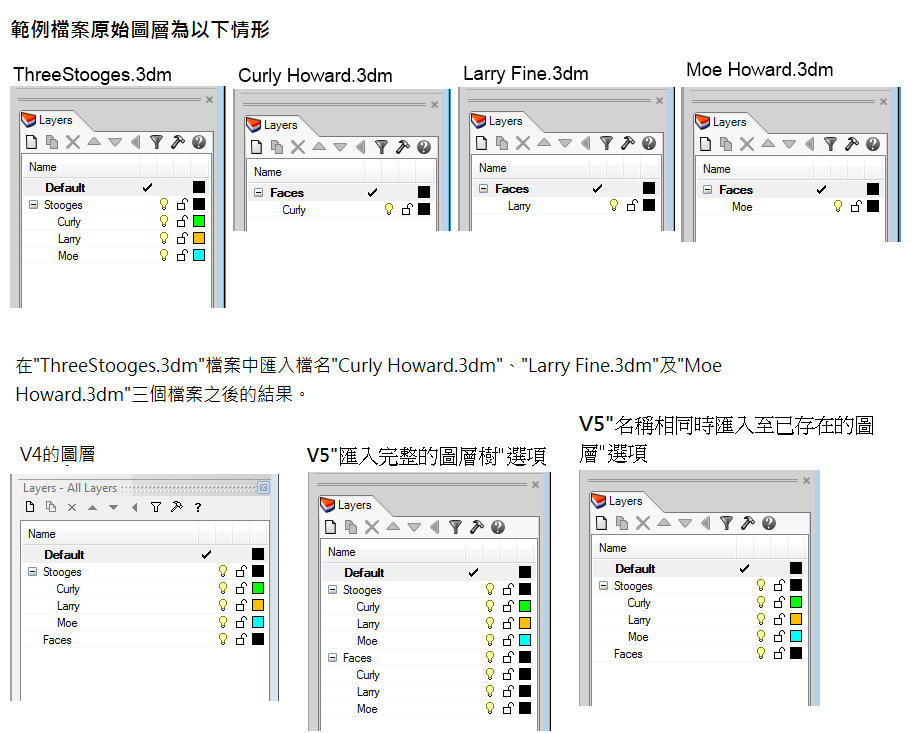 範例檔案原始圖層為以下情形
ThreeStooges.3dm
Layers
Name
Default
Stooges
Curly
Larry
Moe
Curly Howard.3dm
Layers
Name
Faces
Curly
Larry Fine.3dm
Layers
Name
Faces
Larry
Moe Howard.3dm
Layers
Name
Faces
Moe
在"ThreeStooges.3dm"檔案中匯入檔名"Curly Howard.3dm"、"Larry Fine.3dm"及"Moe
Howard.3dm"三個檔案之後的結果。
V4的圖層
Layers - All Layers
Name
Default
Stooges
Curly
Larry
Moe
Faces
V5"匯入完整的圖層樹"選項
Layers
Name
Default
Stooges
Curly
Larry
Moe
Faces
Curly
Larry
Moe
V5"名稱相同時匯入至已存在的圖
層"選項
Layers
Name
Default
Stooges
Curly
Larry
Moe
Faces